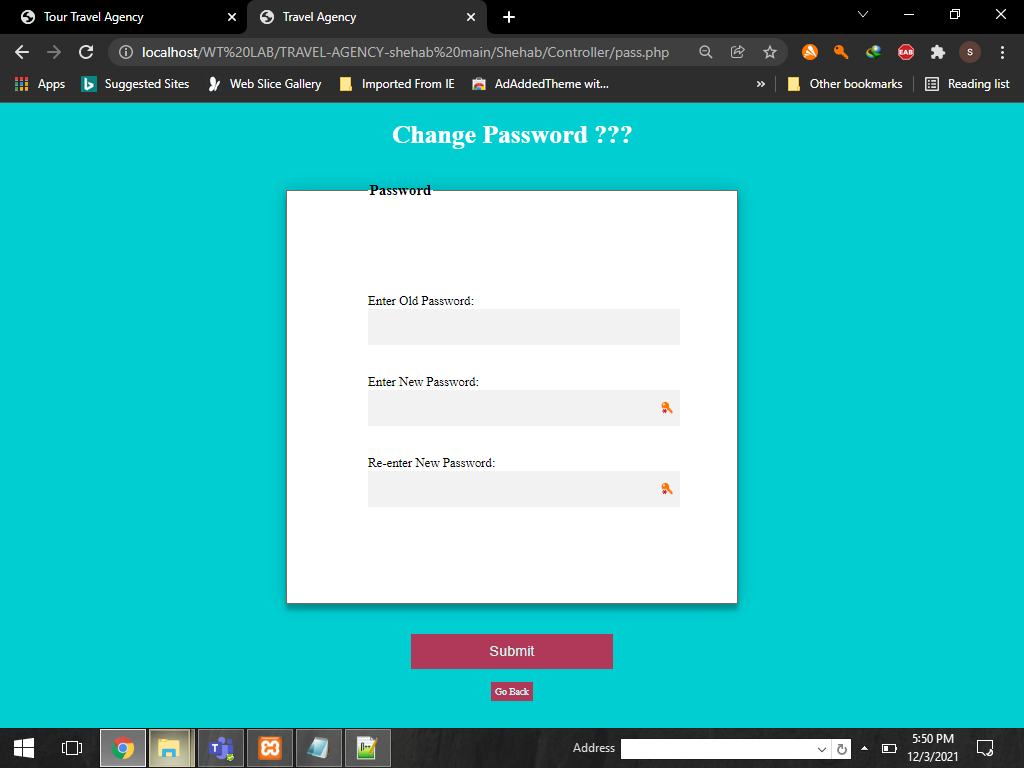 Tour Travel Agency
Travel Agency
localhost/WT%20LAB/TRAVEL-AGENCY-shehab%20main/Shehab/Controller/pass.php
EAB
S
Apps
Suggested Sites
Web Slice Gallery
Imported From IE
AdAddedTheme wit...
»
Other bookmarks
Reading list
Change Password ???
Password
Enter Old Password:
Enter New Password:
Re-enter New Password:
Submit
Go Back
Address
5:50 PM
12/3/2021